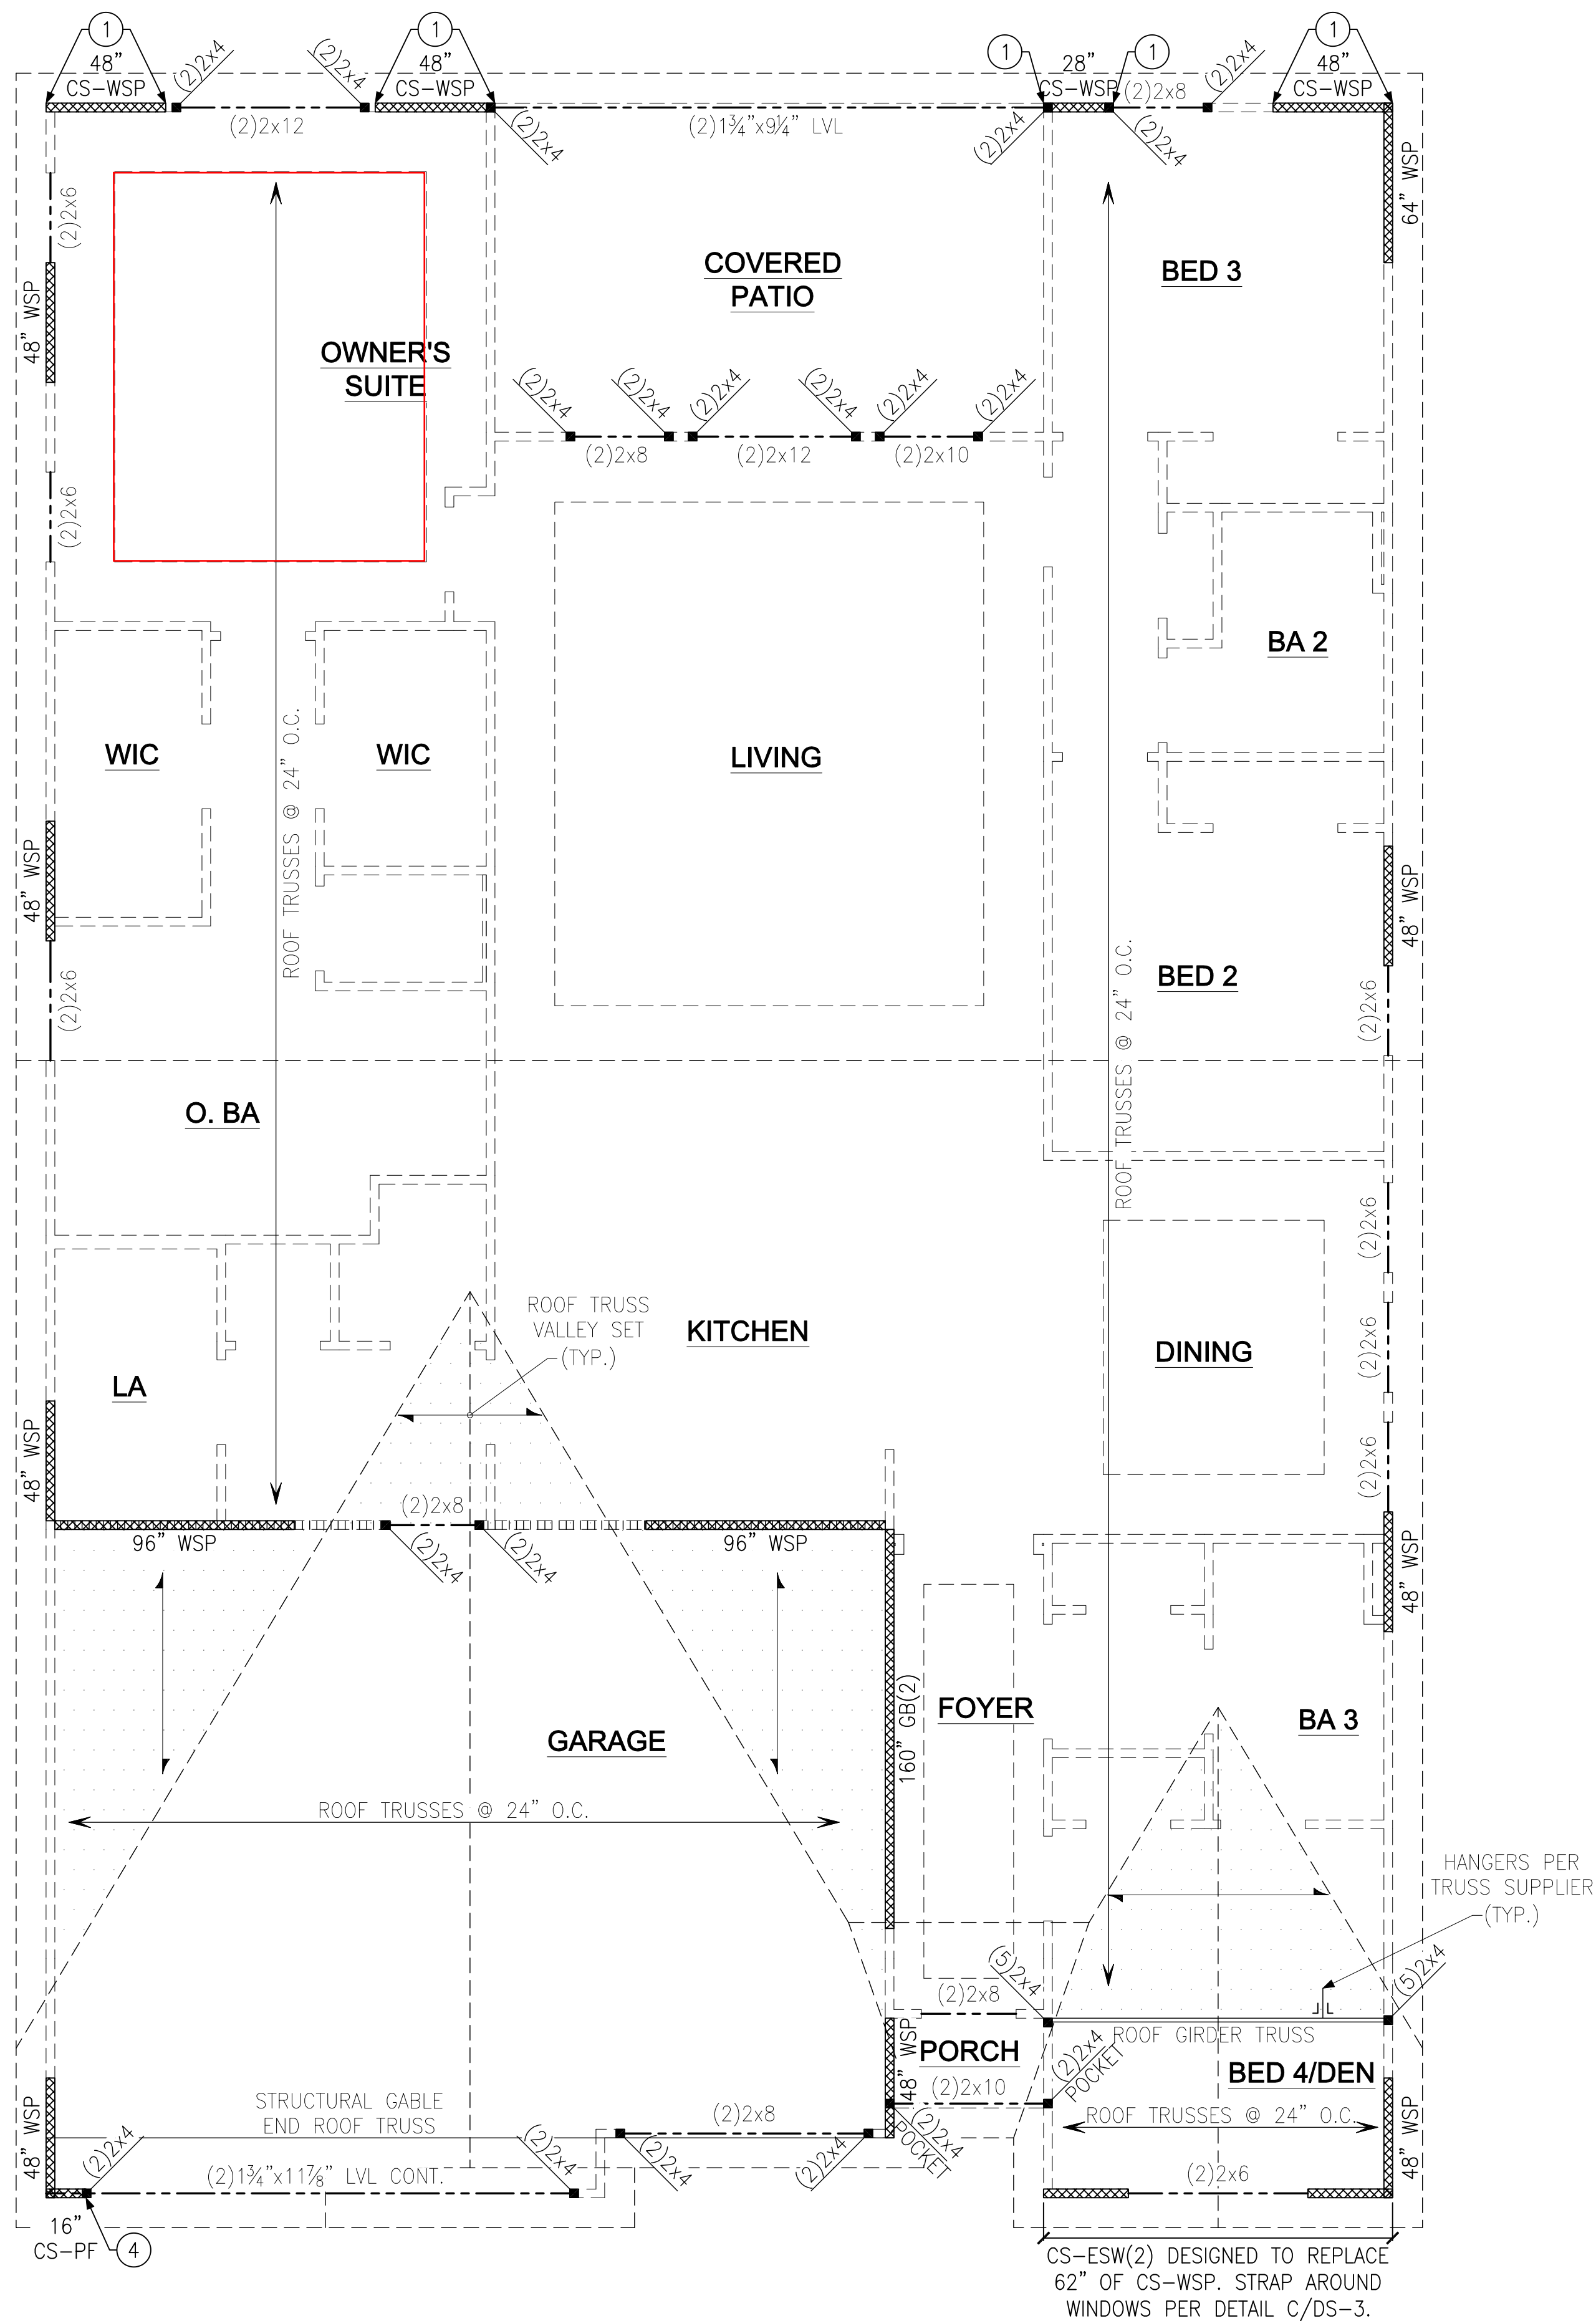 1
1
1
1
1
48"
CS-WSP
(2)2x4
(2)2x4
48"
CS-WSP
28"
CS-WSP
(2)2x8
(2)2x4
48"
CS-WSP
(2)2x12
(2)2x4
(2)1¾"x9¼" LVL
(2)2x4
(2)2x4
64" WSP
(2)2x6
48" WSP
COVERED
PATIO
BED 3
OWNER'S
SUITE
(2)2x4
(2)2x4
(2)2x4
(2)2x4
(2)2x4
(2)2x4
(2)2x8
(2)2x12
(2)2x10
(2)2x6
BA 2
WIC
WIC
LIVING
ROOF TRUSSES @ 24" O.C.
48" WSP
48" WSP
(2)2x6
BED 2
(2)2x6
ROOF TRUSSES @ 24" O.C.
O. BA
(2)2x6
ROOF TRUSS
VALLEY SET
(TYP.)
KITCHEN
DINING
(2)2x6
LA
48" WSP
(2)2x6
(2)2x8
96" WSP
(2)2x4
(2)2x4
96" WSP
48" WSP
160" GB(2)
FOYER
BA 3
GARAGE
ROOF TRUSSES @ 24" O.C.
HANGERS PER
TRUSS SUPPLIER
(TYP.)
(5)2x4
(5)2x4
(2)2x8
ROOF GIRDER TRUSS
48" WSP
PORCH
(2)2x4
POCKET
BED 4/DEN
(2)2x10
STRUCTURAL GABLE
END ROOF TRUSS
(2)2x8
ROOF TRUSSES @ 24" O.C.
48" WSP
48" WSP
(2)2x4
(2)2x4
(2)2x4
(2)2x4
(2)2x4
POCKET
(2)1¾"x11⅞" LVL CONT.
(2)2x6
16"
CS-PF
4
CS-ESW(2) DESIGNED TO REPLACE
62" OF CS-WSP. STRAP AROUND
WINDOWS PER DETAIL C/DS-3.